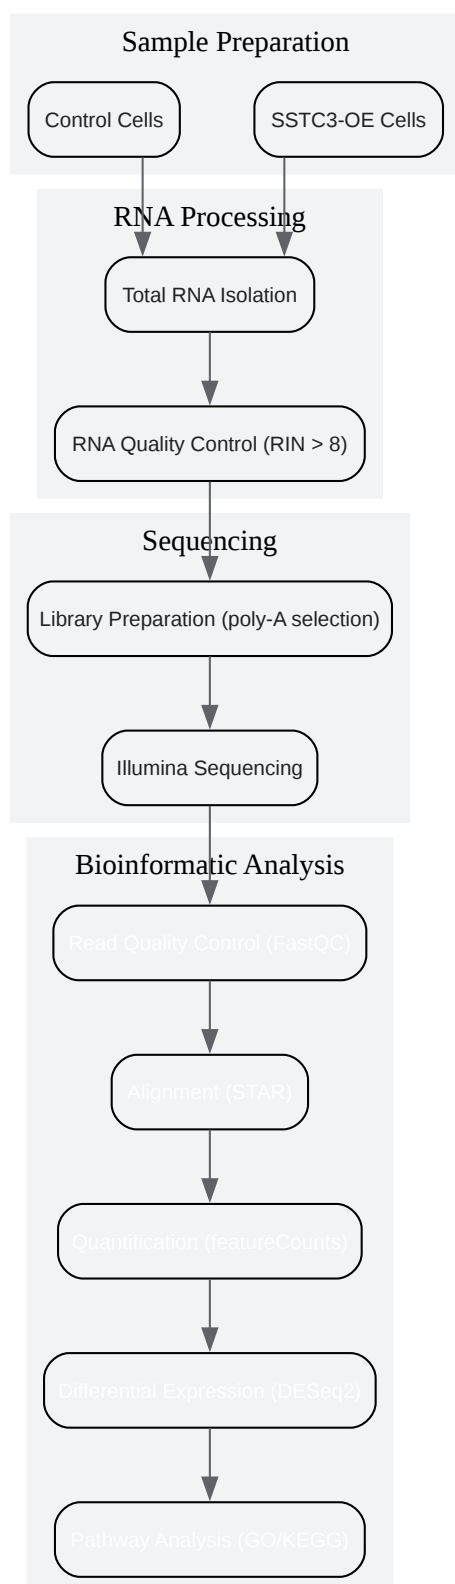 Sample Preparation
Control Cells
SSTC3-OE Cells
RNA Processing
Total RNA Isolation
RNA Quality Control (RIN > 8)
Sequencing
Library Preparation (poly-A selection)
Illumina Sequencing
Bioinformatic Analysis
Read Quality Control (FastQC)
Alignment (STAR)
Quantification (featureCounts)
Differential Expression (DESeq2)
Pathway Analysis (GO/KEGG)